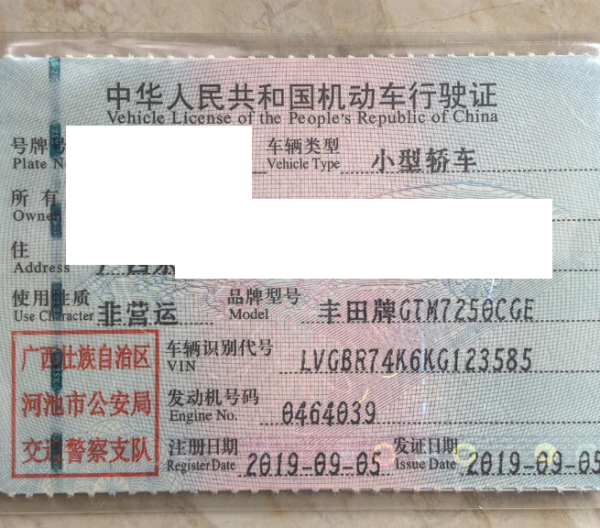 中华人民共和国机动车行驶证
Vehicle License of the People's Republic of China
号牌号 车辆类型 小型轿车
Plate N Vehicle Type
所有
Owner
住
Address 广西
使用性质 非营运 品牌型号 丰田牌GTM7250CGE
Use Character Model
广西壮族自治区
河池市公安局
交通警察支队
车辆识别代号 LVGBR74K6KG123585
VIN
发动机号码 0464039
Engine No.
注册日期 2019-09-05 发证日期 2019-09-05
Register Date Issue Date